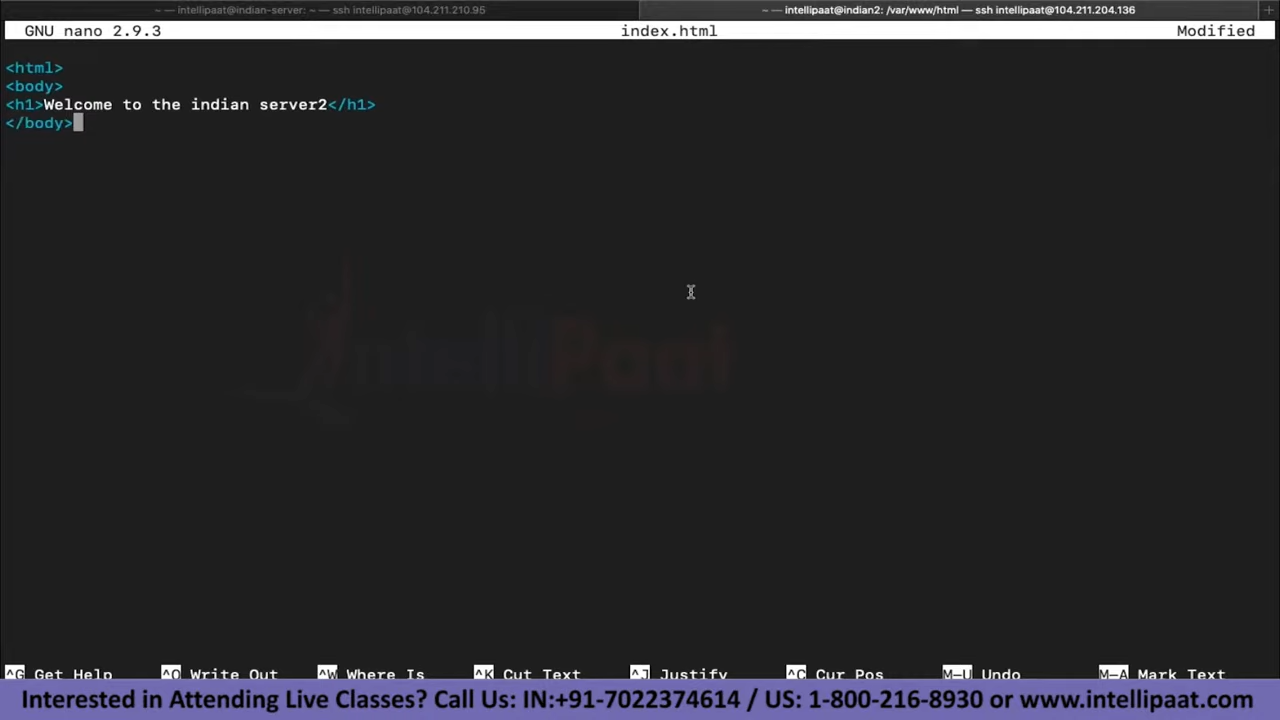 ~ — intellipaat@indian-server: ~ — ssh intellipaat@104.211.210.95
~ — intellipaat@indian2: /var/www/html — ssh intellipaat@104.211.204.136 +
GNU nano 2.9.3 index.html Modified
<html>
<body>
<h1>Welcome to the indian server2</h1>
</body>
IntelliPaat
^G Get Help ^O Write Out ^W Where Is ^K Cut Text ^J Justify ^C Cur Pos M-U Undo M-A Mark Text
Interested in Attending Live Classes? Call Us: IN:+91-7022374614 / US: 1-800-216-8930 or www.intellipaat.com